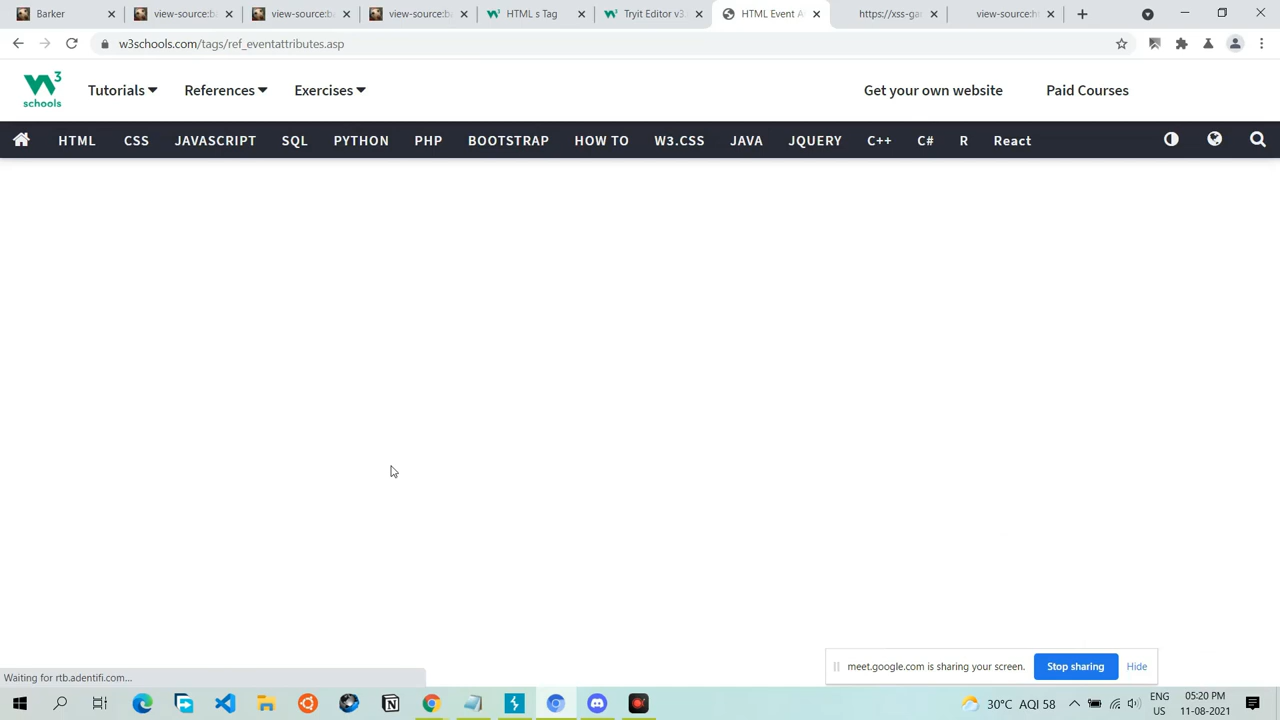 Barker
view-source:ba
view-source:b
view-source:ba
HTML s Tag
Tryit Editor v3.
HTML Event A
https://xss-ga
view-source:h
w3schools.com/tags/ref_eventattributes.asp
3
schools
Tutorials
References
Exercises
Get your own website
Paid Courses
HTML CSS JAVASCRIPT SQL PYTHON PHP BOOTSTRAP HOW TO W3.CSS JAVA JQUERY C++ C# R React
meet.google.com is sharing your screen.
Stop sharing
Hide
Waiting for rtb.adentifi.com...
30°C AQI 58
ENG
US
05:20 PM
11-08-2021